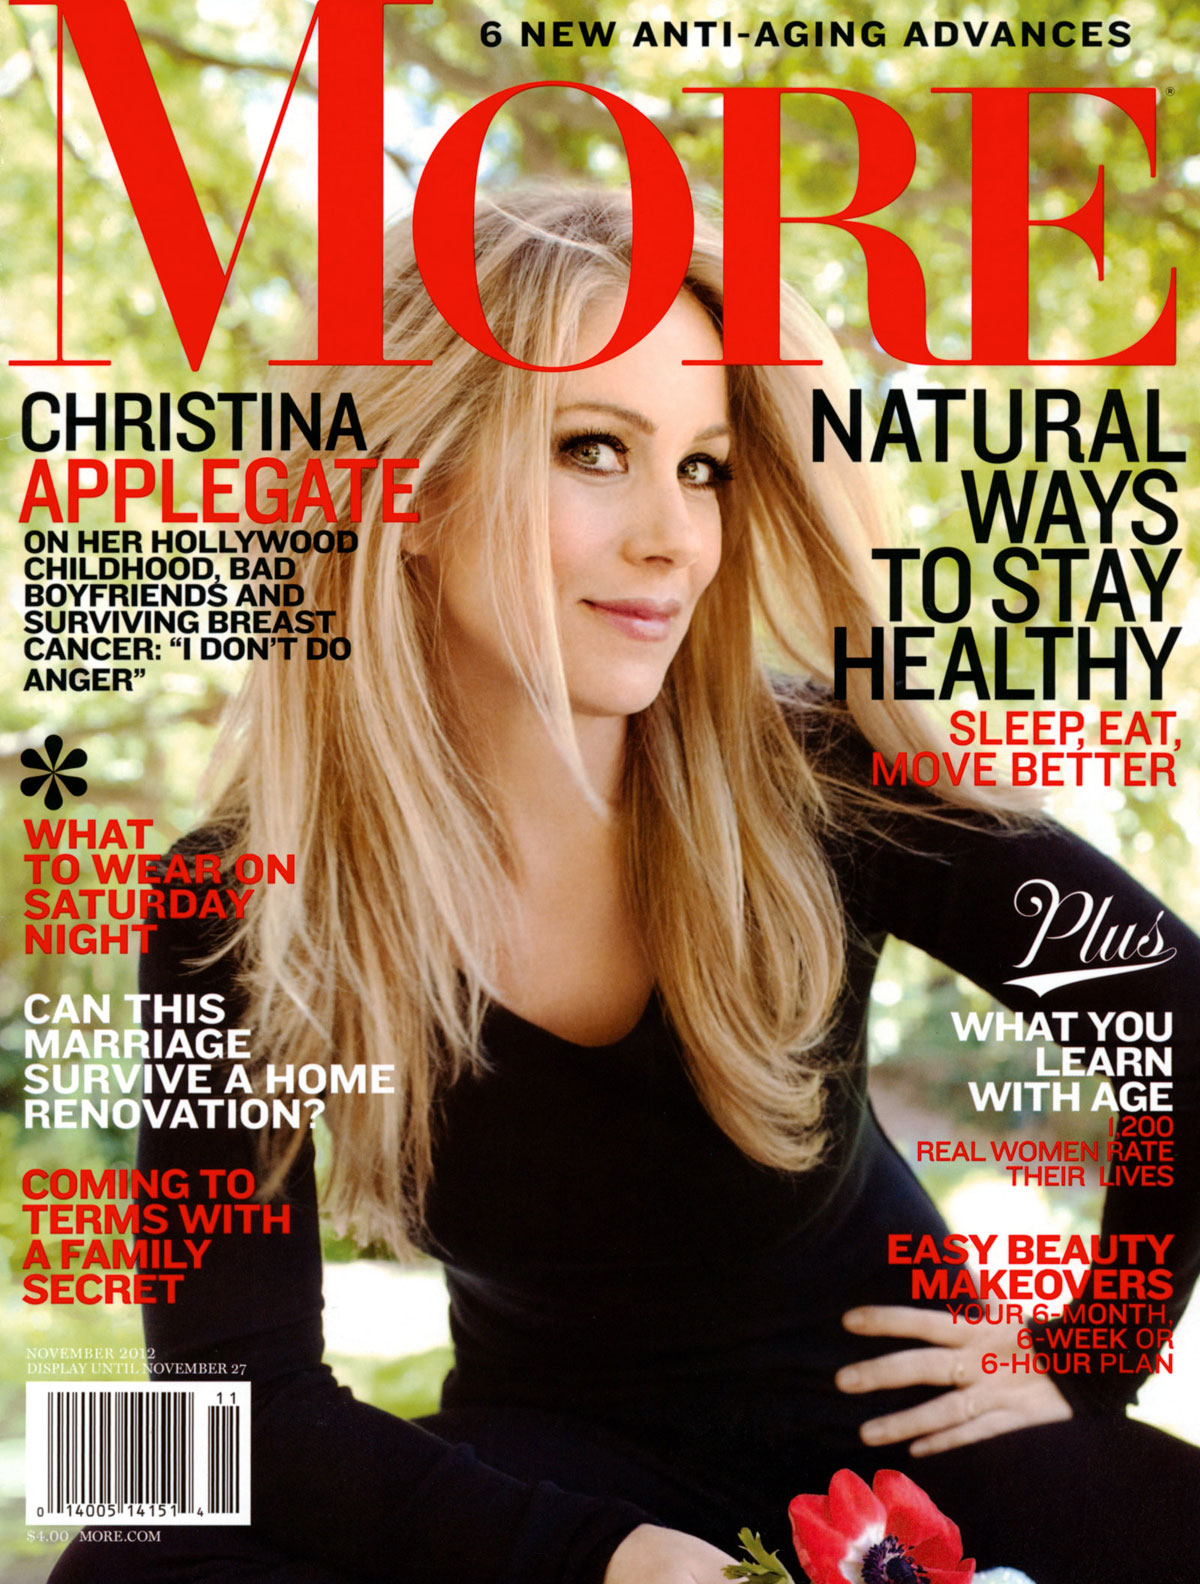 6 NEW ANTI-AGING ADVANCES
MORE®
CHRISTINA
APPLEGATE
ON HER HOLLYWOOD
CHILDHOOD, BAD
BOYFRIENDS AND
SURVIVING BREAST
CANCER: “I DON’T DO
ANGER”
*
WHAT
TO WEAR ON
SATURDAY
NIGHT
CAN THIS
MARRIAGE
SURVIVE A HOME
RENOVATION?
COMING TO
TERMS WITH
A FAMILY
SECRET
NOVEMBER 2012
DISPLAY UNTIL NOVEMBER 27
11
0 14005 14151 4
$4.00 MORE.COM
NATURAL
WAYS
TO STAY
HEALTHY
SLEEP, EAT,
MOVE BETTER
Plus
WHAT YOU
LEARN
WITH AGE
1,200
REAL WOMEN RATE
THEIR LIVES
EASY BEAUTY
MAKEOVERS
YOUR 6-MONTH,
6-WEEK OR
6-HOUR PLAN